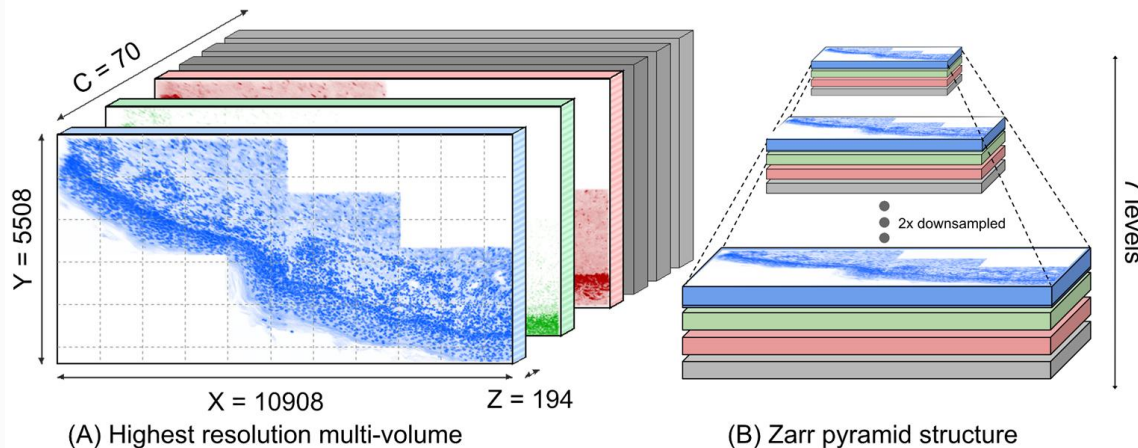 C = 70
Y = 5508
X = 10908
Z = 194
(A) Highest resolution multi-volume
2x downsampled
7 levels
(B) Zarr pyramid structure